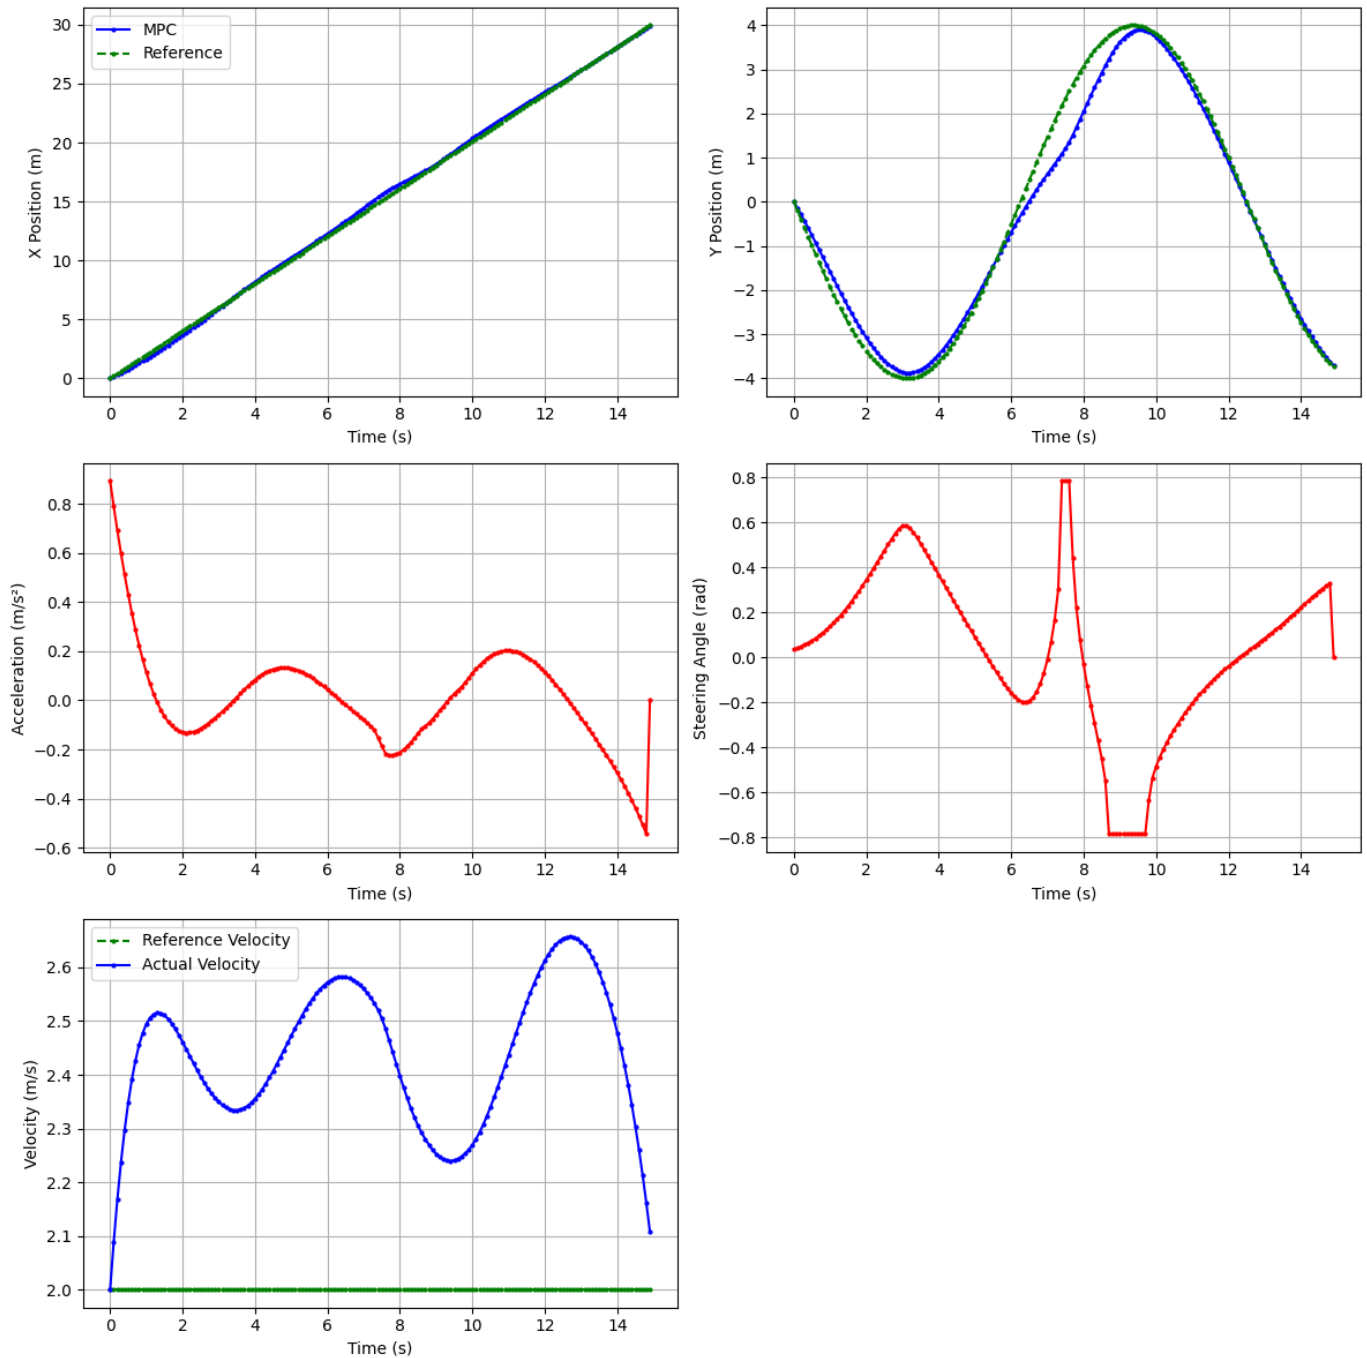 30
25
20
15
10
5
0
X Position (m)
MPC
Reference
0 2 4 6 8 10 12 14
Time (s)
4
3
2
1
0
−1
−2
−3
−4
Y Position (m)
0 2 4 6 8 10 12 14
Time (s)
0.8
0.6
0.4
0.2
0.0
−0.2
−0.4
−0.6
Acceleration (m/s²)
0 2 4 6 8 10 12 14
Time (s)
0.8
0.6
0.4
0.2
0.0
−0.2
−0.4
−0.6
−0.8
Steering Angle (rad)
0 2 4 6 8 10 12 14
Time (s)
2.6
2.5
2.4
2.3
2.2
2.1
2.0
Velocity (m/s)
Reference Velocity
Actual Velocity
0 2 4 6 8 10 12 14
Time (s)